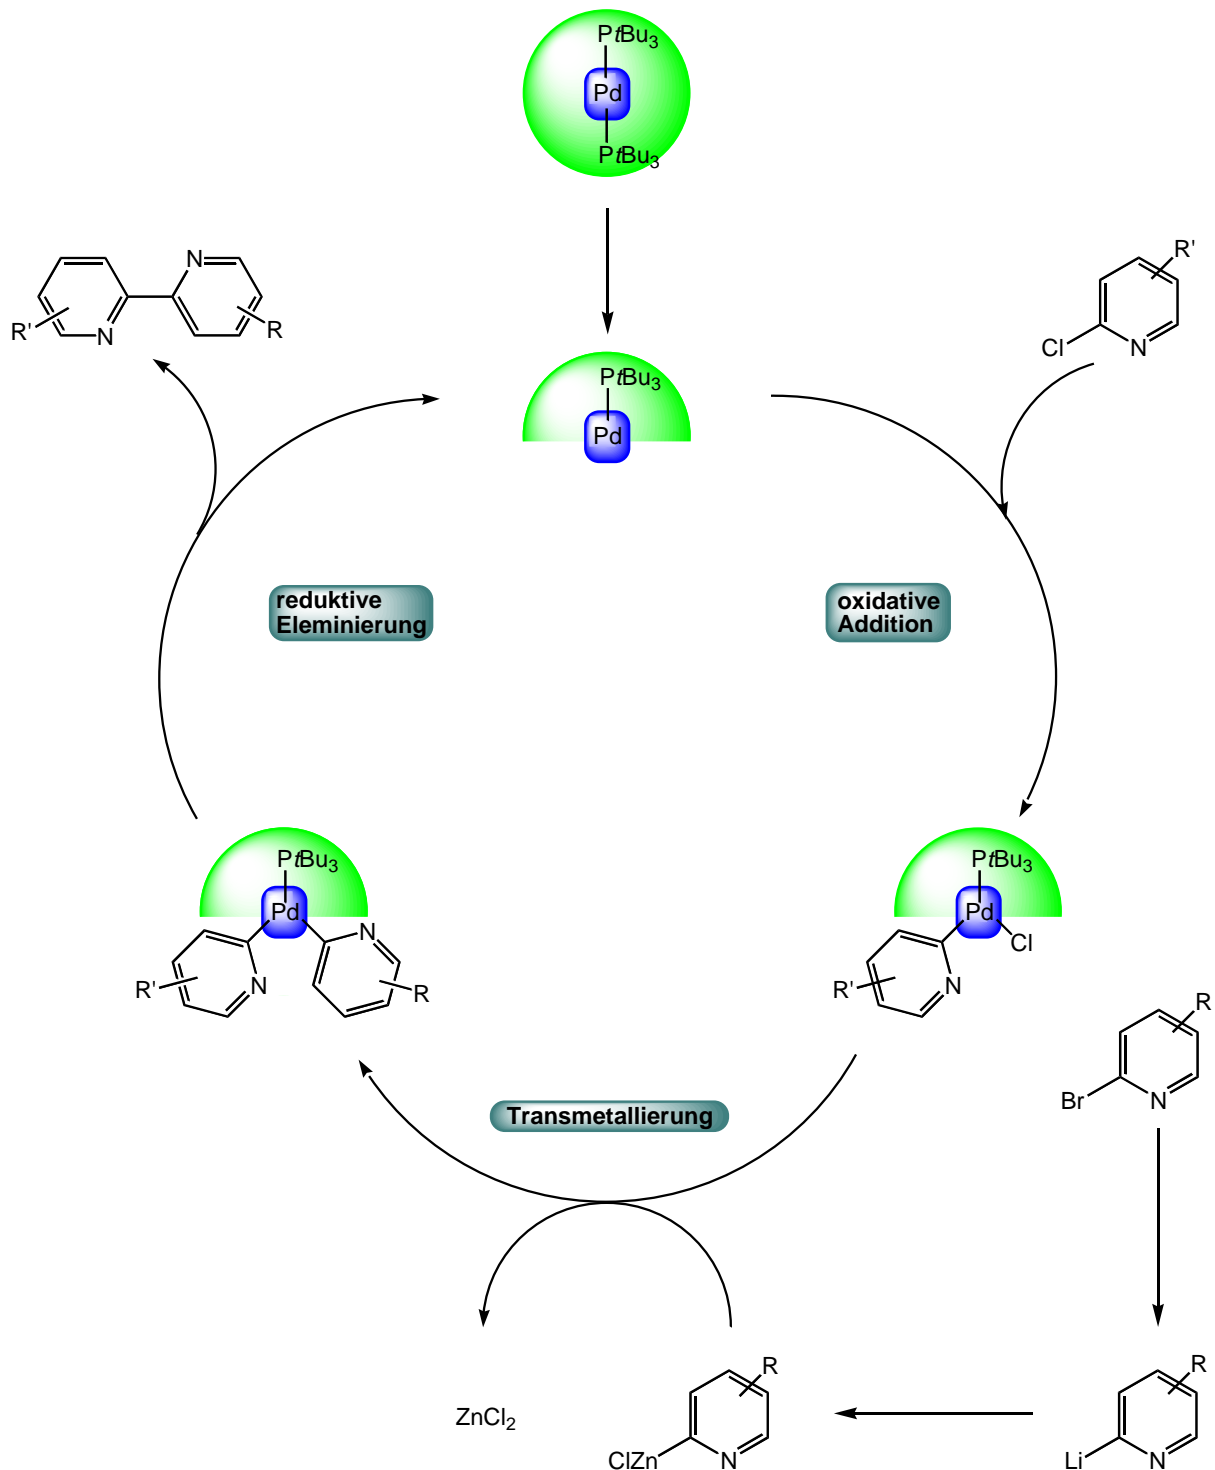 PtBu3
Pd
PtBu3
N
R'
N
R
R'
Cl
N
PtBu3
Pd
reduktive
Eleminierung
oxidative
Addition
PtBu3
Pd
N
R'
N
R
PtBu3
Pd
Cl
R'
N
R
Br
N
Transmetallierung
ZnCl2
R
ClZn
N
R
Li
N